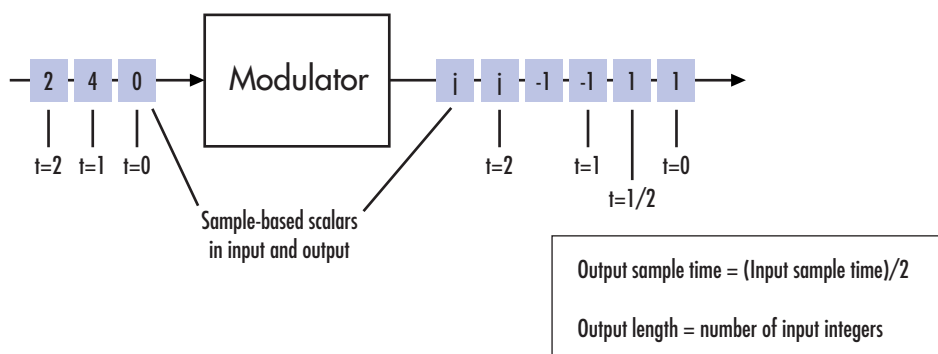 2 4 0 Modulator j j -1 -1 1 1
t=2 t=1 t=0 t=2 t=1 t=0
t=1/2
Sample-based scalars
in input and output
Output sample time = (Input sample time)/2
Output length = number of input integers